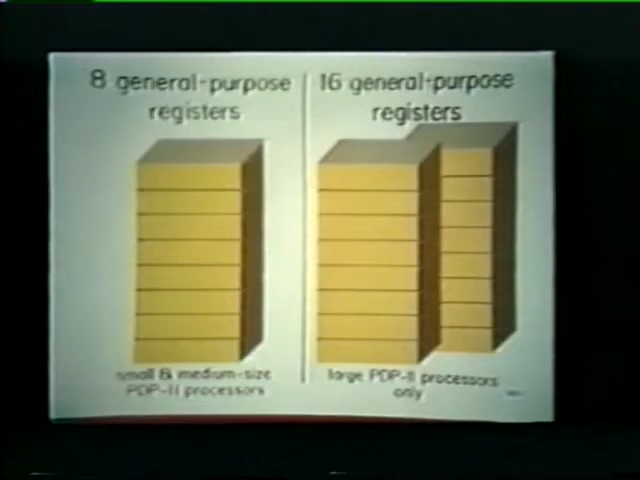 8 general-purpose
registers
16 general-purpose
registers
small & medium-size
PDP-11 processors
large PDP-11 processors
only